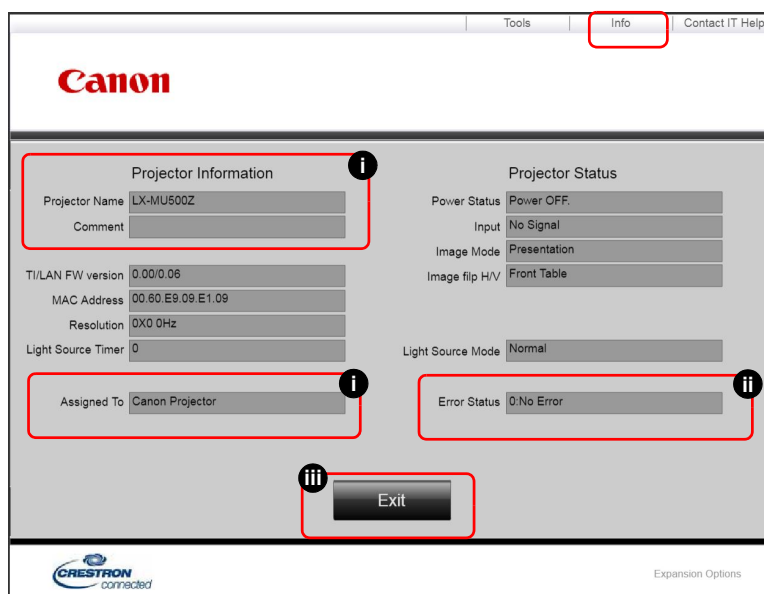 Tools Info Contact IT Help
Canon
Projector Information
i
Projector Name LX-MU500Z
Comment
TI/LAN FW version 0.00/0.06
MAC Address 00.60.E9.09.E1.09
Resolution 0X0 0Hz
Light Source Timer 0
Assigned To Canon Projector
i
Projector Status
Power Status Power OFF.
Input No Signal
Image Mode Presentation
Image filp H/V Front Table
Light Source Mode Normal
Error Status 0:No Error
ii
iii
Exit
CRESTRON
connected
Expansion Options